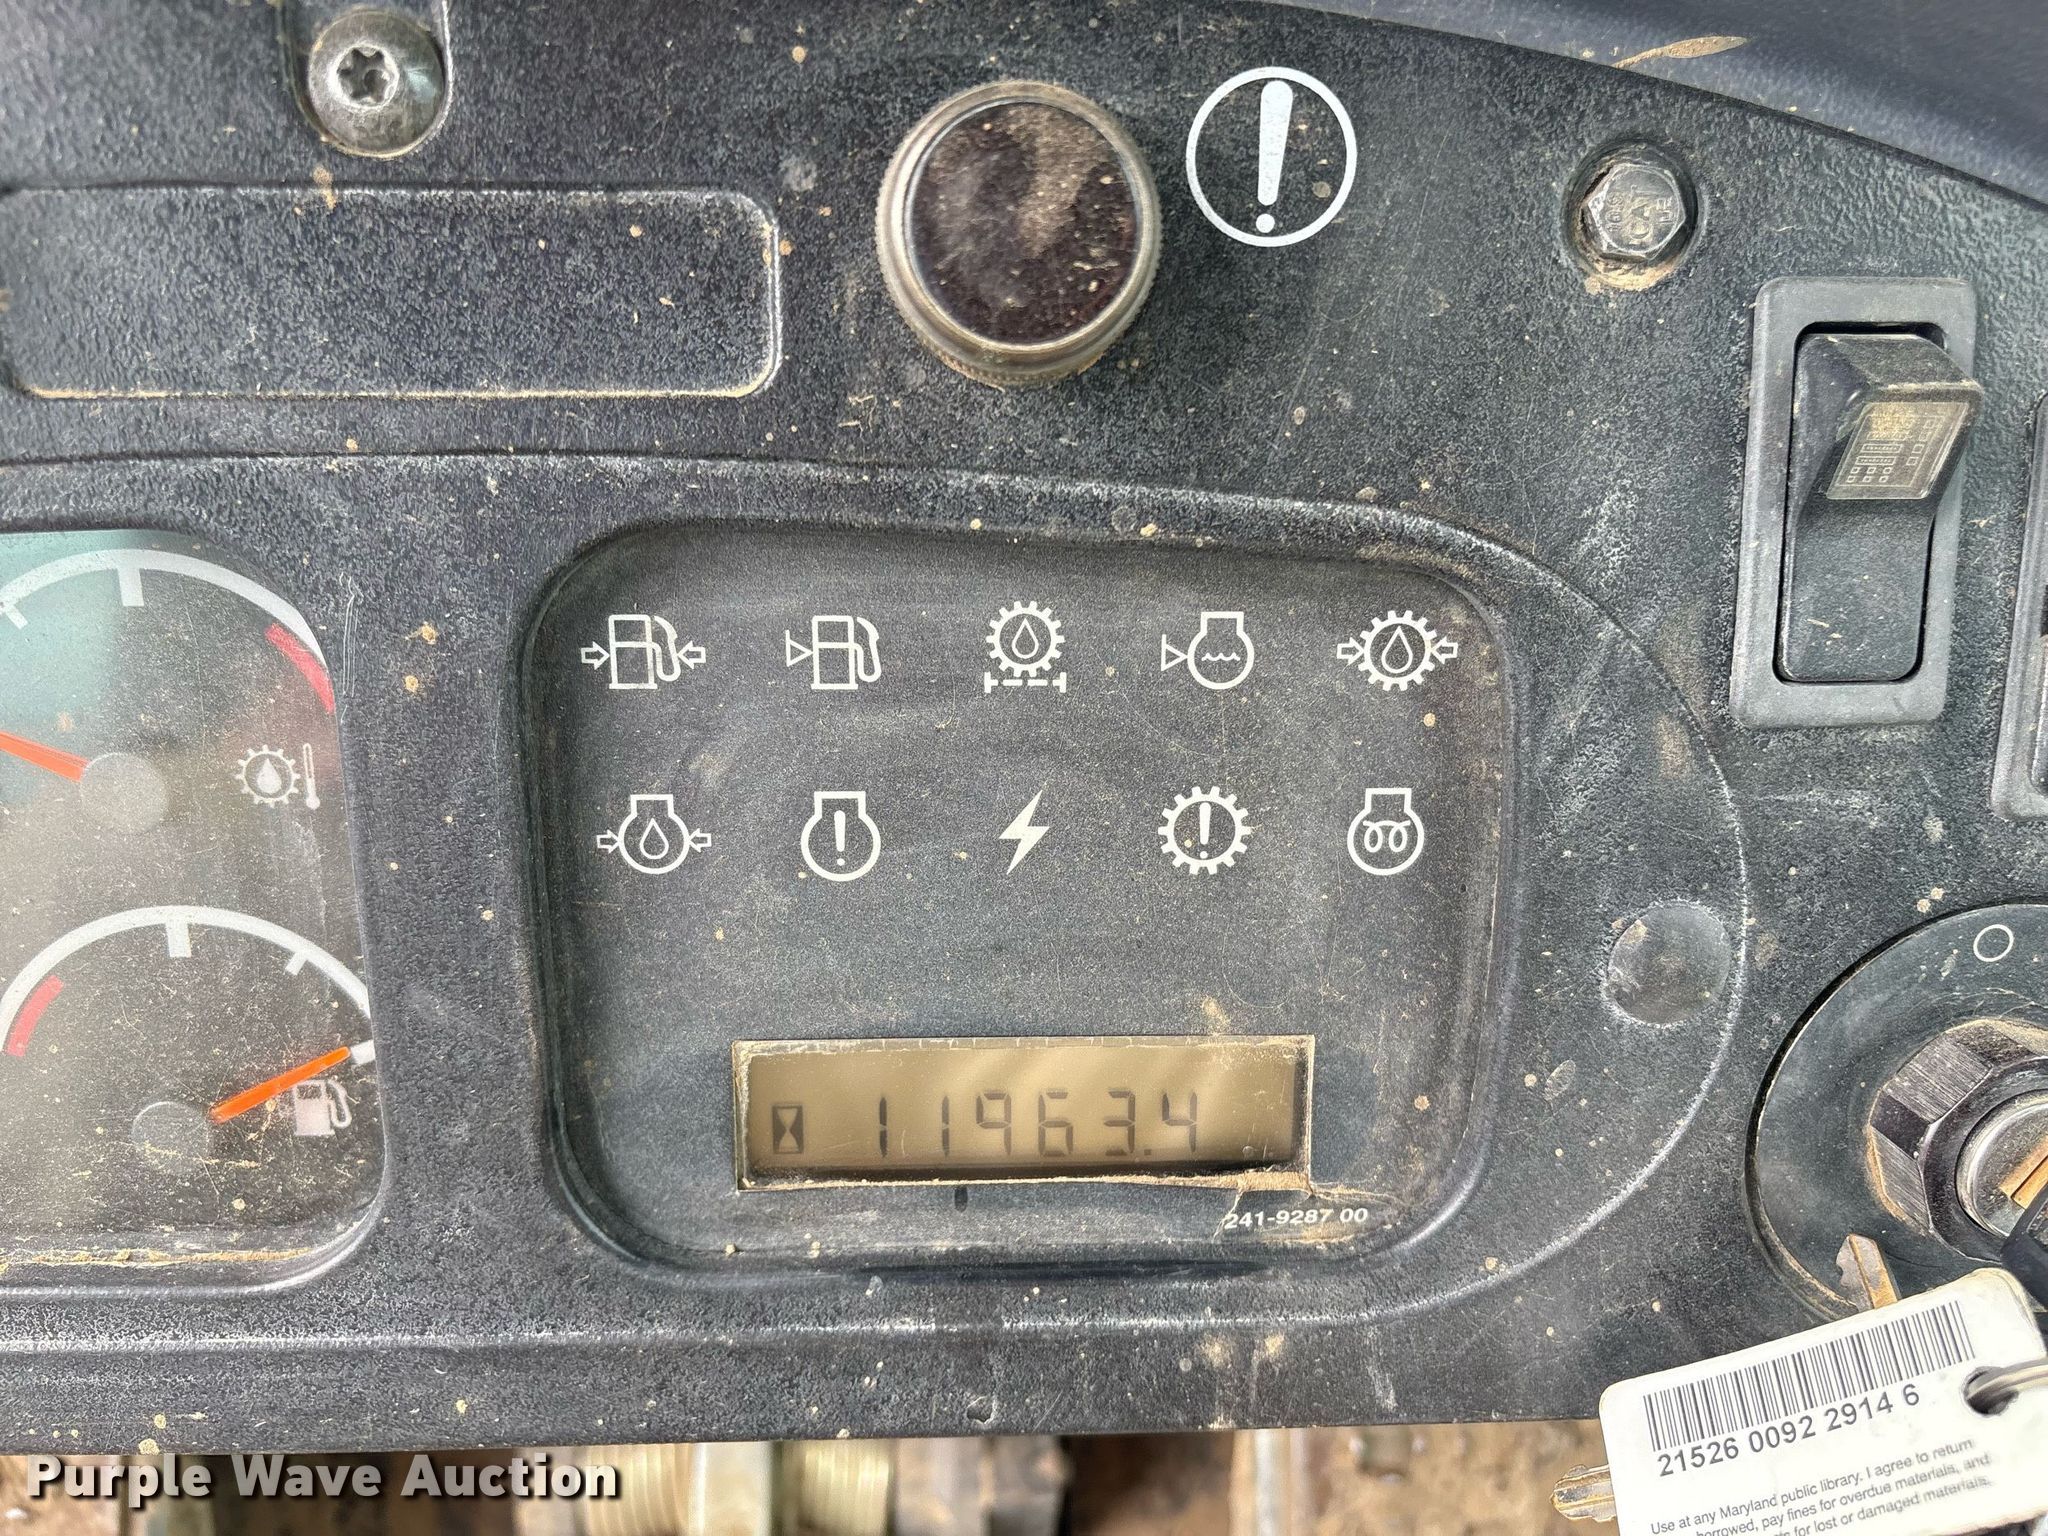 CAT
11963.4
241-9287 00
21526 0092 2914 6
Use at any Maryland public library. I agree to return
borrowed, pay fines for overdue materials, and
for lost or damaged materials.
Purple Wave Auction